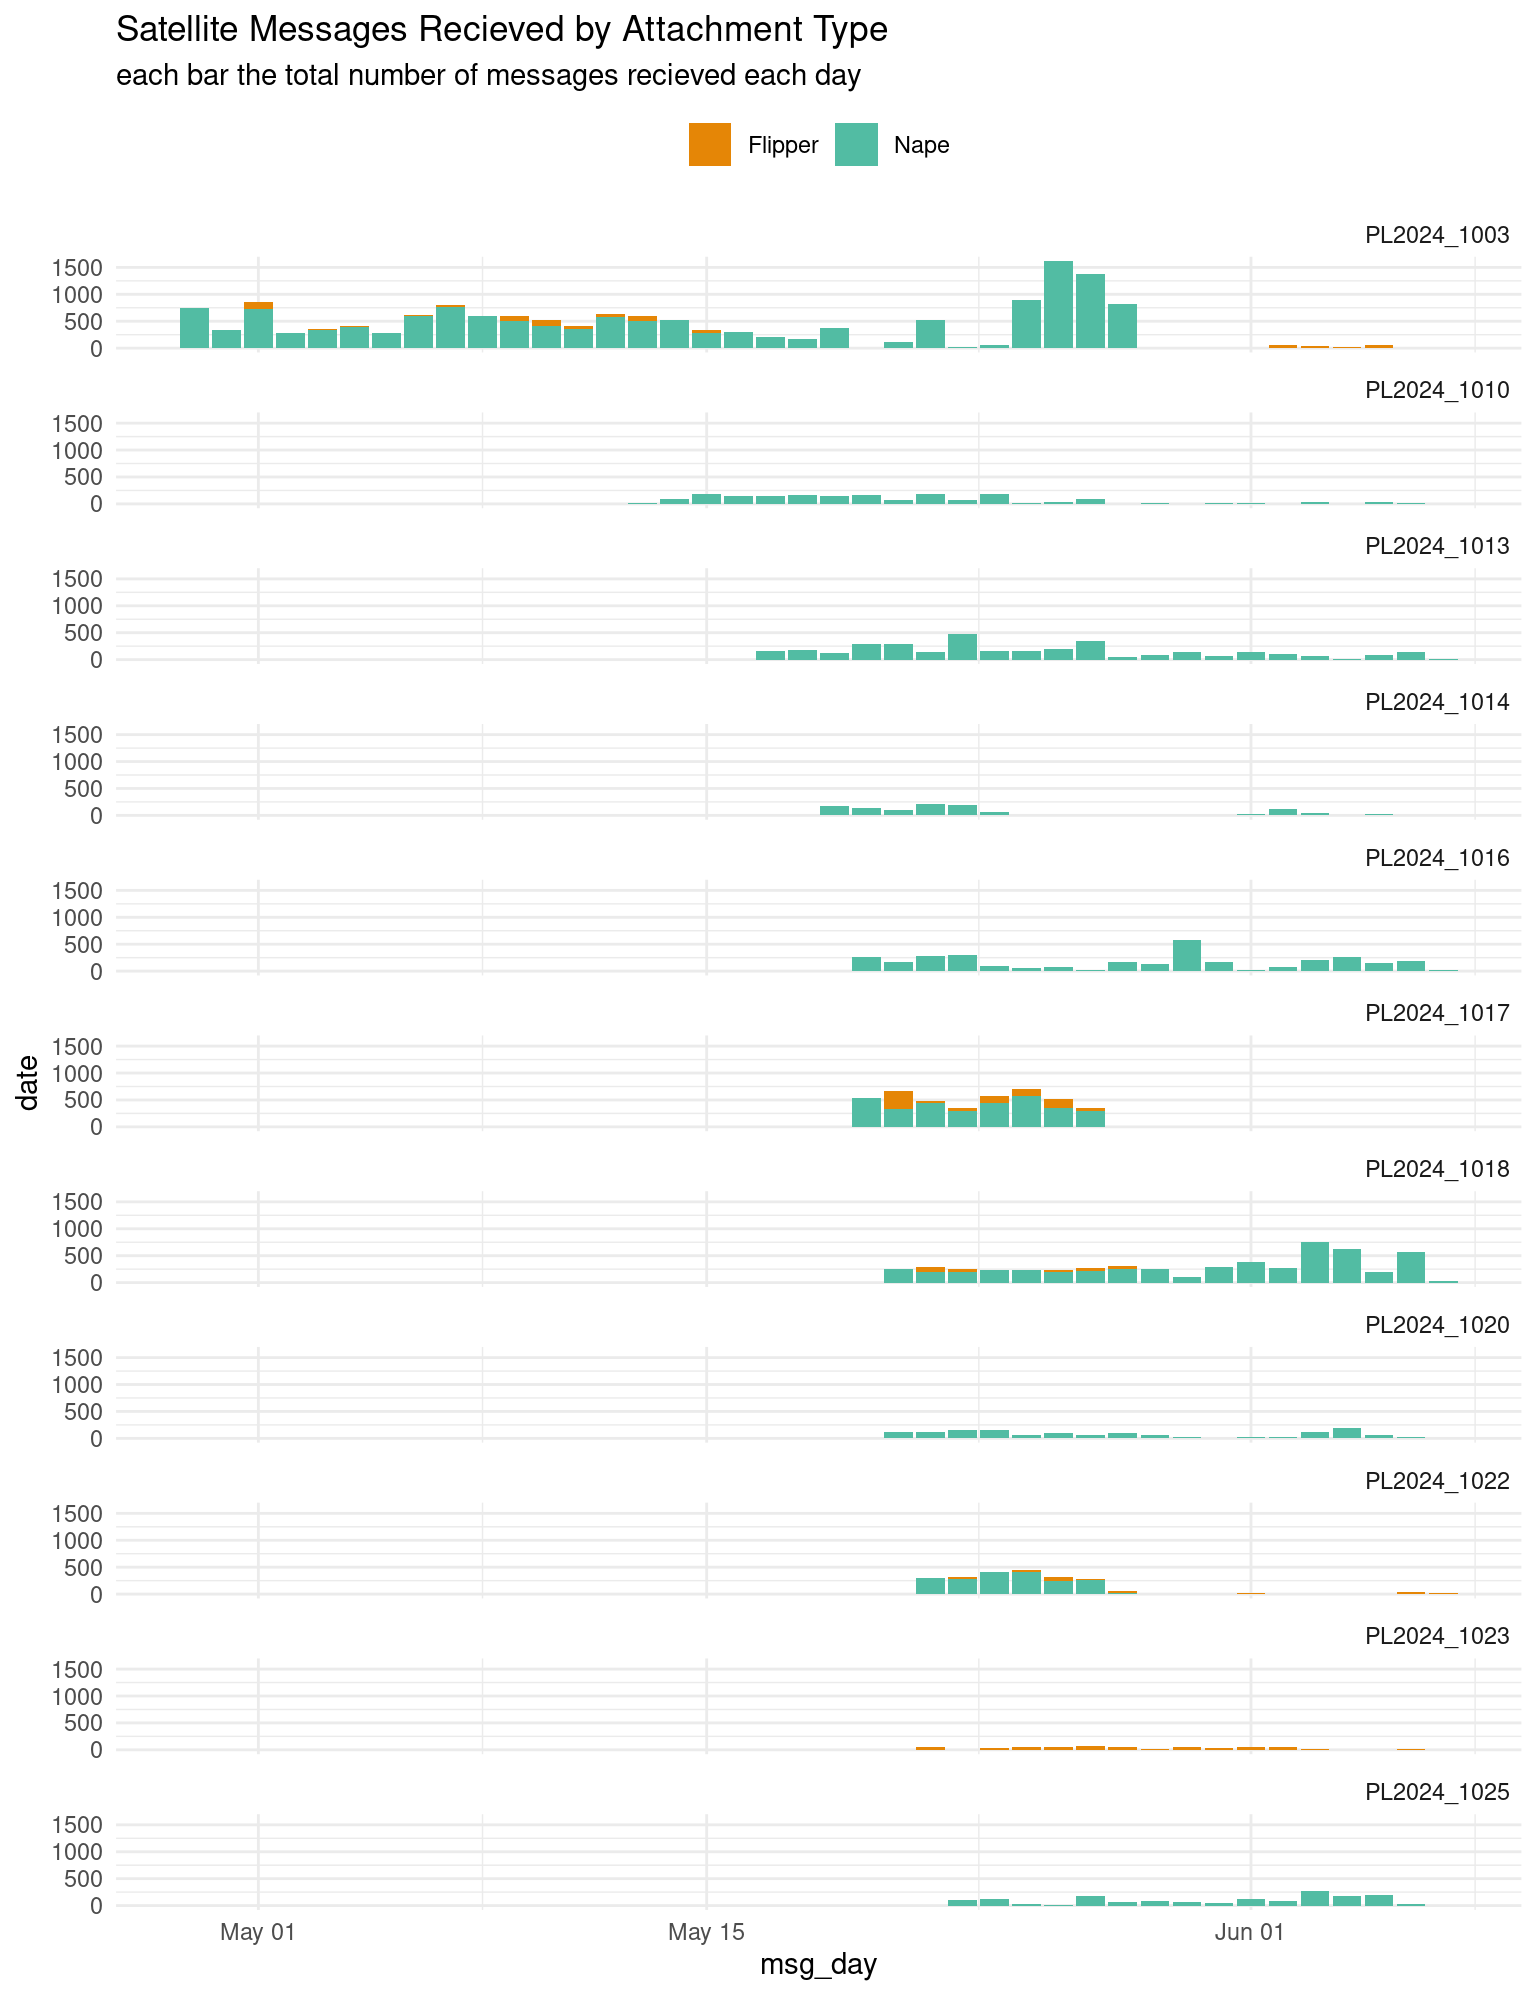 Satellite Messages Recieved by Attachment Type
each bar the total number of messages recieved each day
Flipper Nape
PL2024_1003
1500
1000
500
0
PL2024_1010
1500
1000
500
0
PL2024_1013
1500
1000
500
0
PL2024_1014
1500
1000
500
0
PL2024_1016
1500
1000
500
0
PL2024_1017
1500
1000
500
0
date
PL2024_1018
1500
1000
500
0
PL2024_1020
1500
1000
500
0
PL2024_1022
1500
1000
500
0
PL2024_1023
1500
1000
500
0
PL2024_1025
1500
1000
500
0
May 01 May 15 Jun 01
msg_day